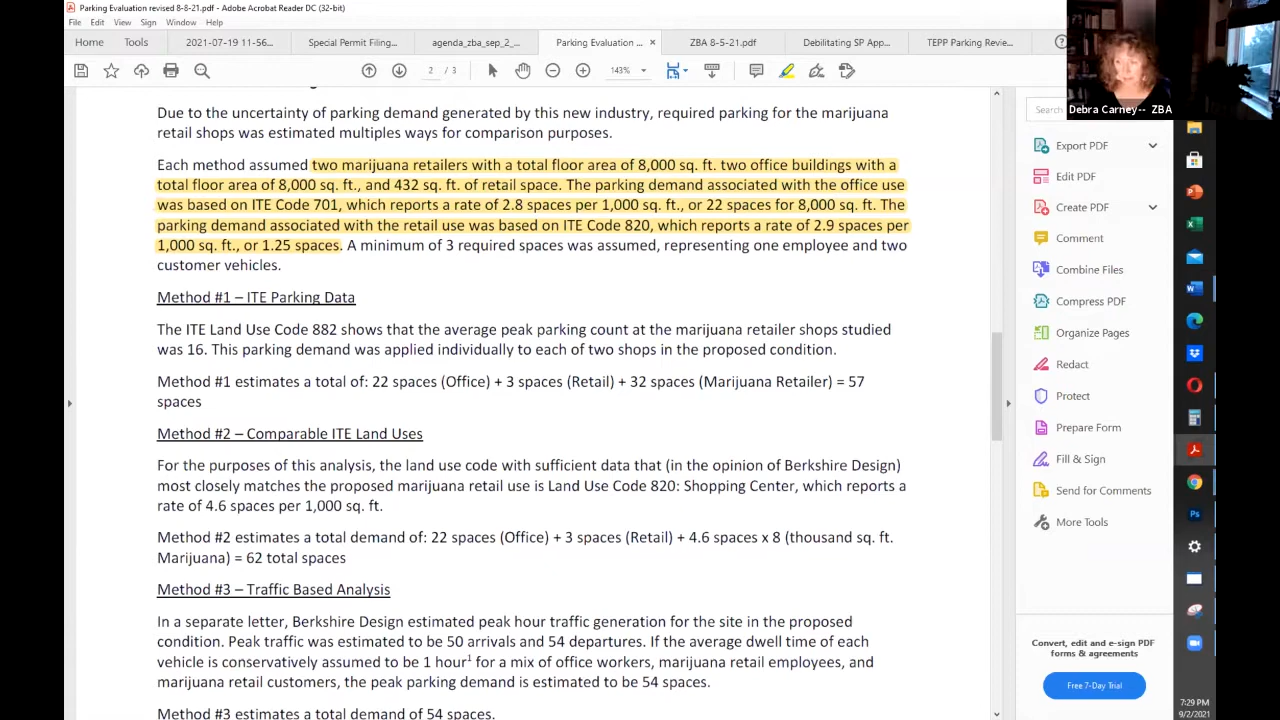 Parking Evaluation revised 8-8-21.pdf - Adobe Acrobat Reader DC (32-bit)
File Edit View Sign Window Help
Home Tools 2021-07-19 11-56... Special Permit Filing... agenda_zba_sep_2_... Parking Evaluation ... × ZBA 8-5-21.pdf Debilitating SP App... TEPP Parking Revie...
2 / 3 143%
Debra Carney-- ZBA
Due to the uncertainty of parking demand generated by this new industry, required parking for the marijuana
retail shops was estimated multiples ways for comparison purposes.
Each method assumed two marijuana retailers with a total floor area of 8,000 sq. ft. two office buildings with a
total floor area of 8,000 sq. ft., and 432 sq. ft. of retail space. The parking demand associated with the office use
was based on ITE Code 701, which reports a rate of 2.8 spaces per 1,000 sq. ft., or 22 spaces for 8,000 sq. ft. The
parking demand associated with the retail use was based on ITE Code 820, which reports a rate of 2.9 spaces per
1,000 sq. ft., or 1.25 spaces. A minimum of 3 required spaces was assumed, representing one employee and two
customer vehicles.
Method #1 – ITE Parking Data
The ITE Land Use Code 882 shows that the average peak parking count at the marijuana retailer shops studied
was 16. This parking demand was applied individually to each of two shops in the proposed condition.
Method #1 estimates a total of: 22 spaces (Office) + 3 spaces (Retail) + 32 spaces (Marijuana Retailer) = 57
spaces
Method #2 – Comparable ITE Land Uses
For the purposes of this analysis, the land use code with sufficient data that (in the opinion of Berkshire Design)
most closely matches the proposed marijuana retail use is Land Use Code 820: Shopping Center, which reports a
rate of 4.6 spaces per 1,000 sq. ft.
Method #2 estimates a total demand of: 22 spaces (Office) + 3 spaces (Retail) + 4.6 spaces x 8 (thousand sq. ft.
Marijuana) = 62 total spaces
Method #3 – Traffic Based Analysis
In a separate letter, Berkshire Design estimated peak hour traffic generation for the site in the proposed
condition. Peak traffic was estimated to be 50 arrivals and 54 departures. If the average dwell time of each
vehicle is conservatively assumed to be 1 hour¹ for a mix of office workers, marijuana retail employees, and
marijuana retail customers, the peak parking demand is estimated to be 54 spaces.
Method #3 estimates a total demand of 54 spaces.
Search
Export PDF
Edit PDF
Create PDF
Comment
Combine Files
Compress PDF
Organize Pages
Redact
Protect
Prepare Form
Fill & Sign
Send for Comments
More Tools
Convert, edit and e-sign PDF
forms & agreements
Free 7-Day Trial
7:29 PM
9/2/2021